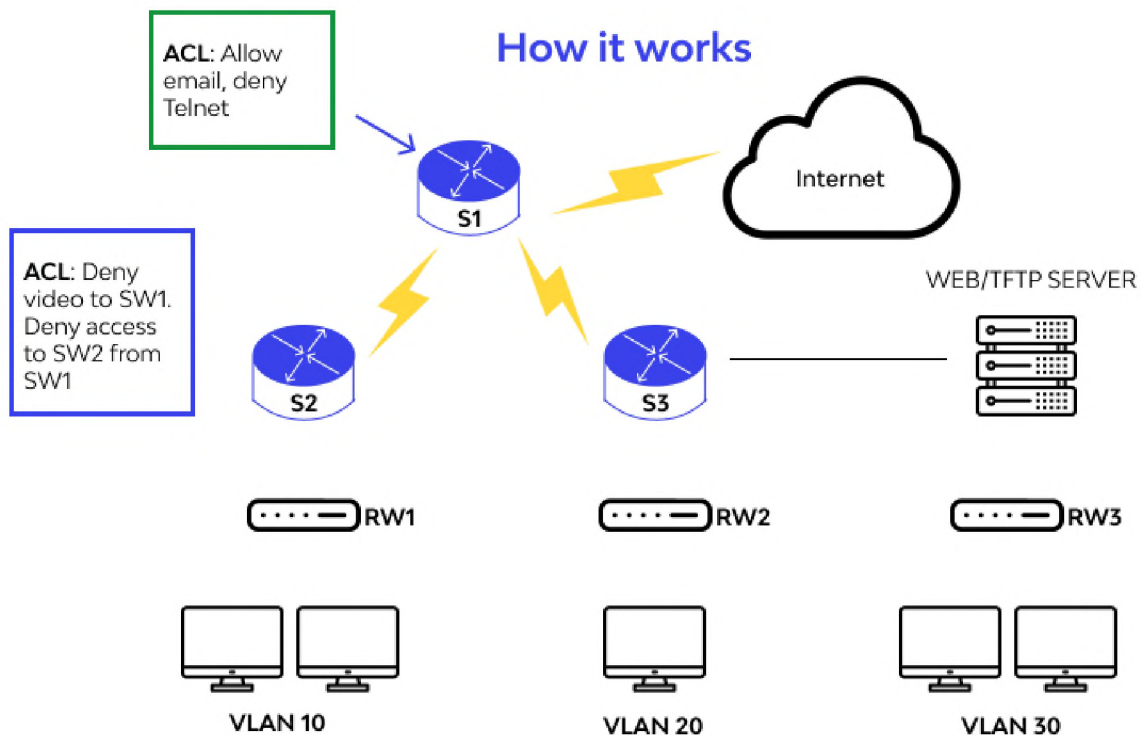 How it works
ACL: Allow
email, deny
Telnet
S1
Internet
ACL: Deny
video to SW1.
Deny access
to SW2 from
SW1
WEB/TFTP SERVER
S2
S3
RW1
RW2
RW3
VLAN 10
VLAN 20
VLAN 30